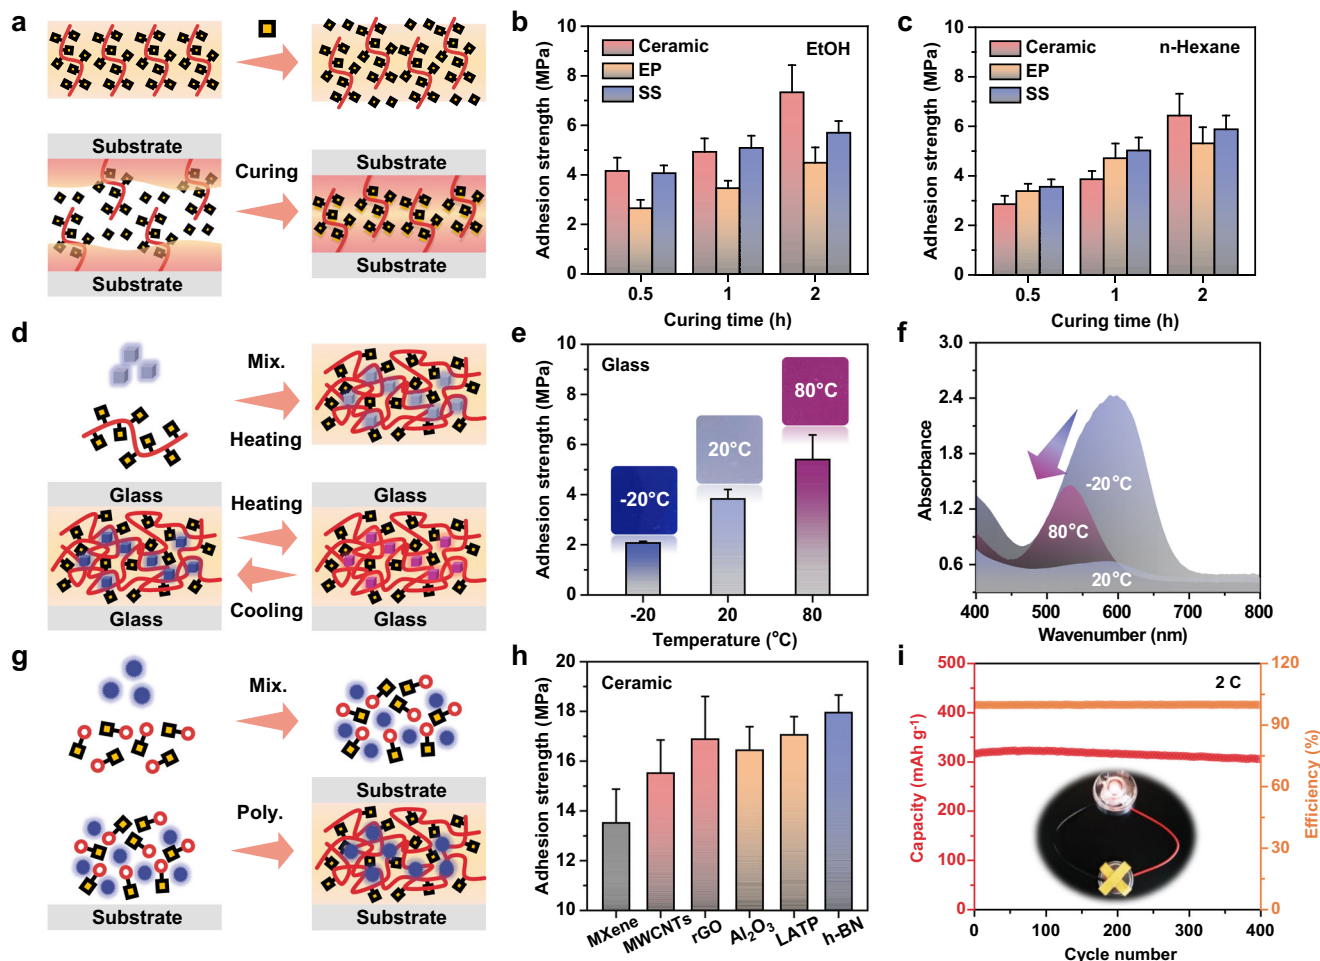 a
Substrate
Substrate
Curing
Substrate
Substrate
b
Adhesion strength (MPa)
10
8
6
4
2
0
Ceramic
EP
SS
EtOH
0.5 1 2
Curing time (h)
c
Adhesion strength (MPa)
10
8
6
4
2
0
Ceramic
EP
SS
n-Hexane
0.5 1 2
Curing time (h)
d
Mix.
Heating
Glass
Glass
Heating
Cooling
Glass
Glass
e
Adhesion strength (MPa)
10
8
6
4
2
0
Glass
-20°C
20°C
80°C
-20 20 80
Temperature (°C)
f
Absorbance
3.0
2.4
1.8
1.2
0.6
-20°C
80°C
20°C
400 500 600 700 800
Wavenumber (nm)
g
Mix.
Substrate
Poly.
Substrate
Substrate
h
Adhesion strength (MPa)
20
18
16
14
12
10
Ceramic
MXene MWCNTs rGO Al₂O₃ LATP h-BN
i
Capacity (mAh g⁻¹)
500
400
300
200
100
0
2 C
120
90
60
30
0
Efficiency (%)
0 100 200 300 400
Cycle number